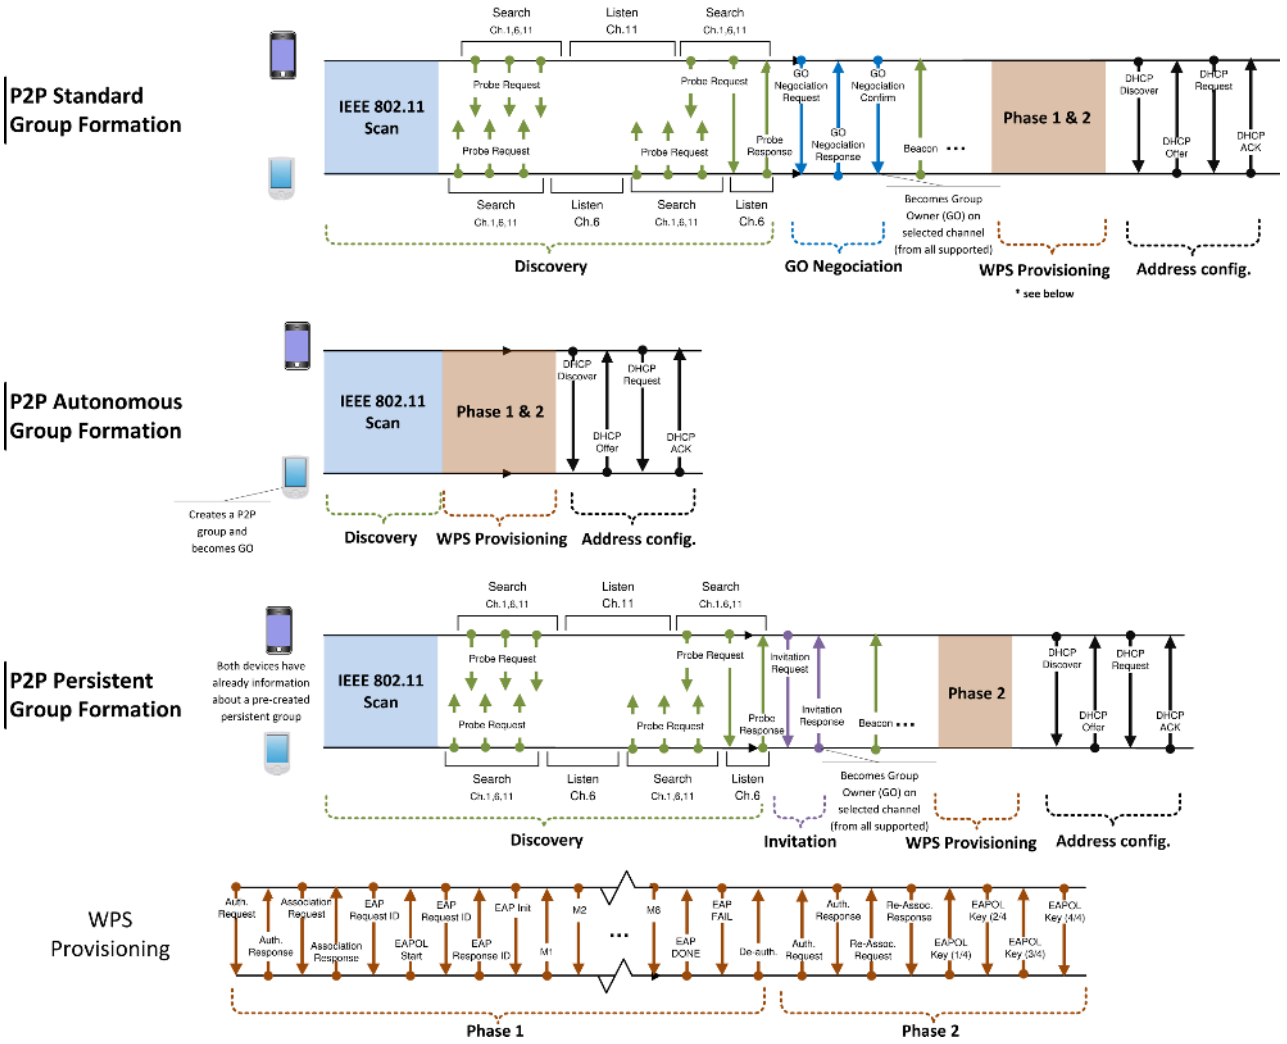 Search
Ch.1,6,11
Listen
Ch.11
Search
Ch.1,6,11
P2P Standard
Group Formation
IEEE 802.11
Scan
Probe Request
Probe Request
Probe Request
Probe Request
Probe
Response
GO
Negociation
Request
GO
Negociation
Response
GO
Negociation
Confirm
Beacon
...
Phase 1 & 2
DHCP
Discover
DHCP
Offer
DHCP
Request
DHCP
ACK
Search
Ch.1,6,11
Listen
Ch.6
Search
Ch.1,6,11
Listen
Ch.6
Becomes Group
Owner (GO) on
selected channel
(from all supported)
Discovery
GO Negociation
WPS Provisioning
* see below
Address config.
P2P Autonomous
Group Formation
IEEE 802.11
Scan
Phase 1 & 2
DHCP
Discover
DHCP
Offer
DHCP
Request
DHCP
ACK
Creates a P2P
group and
becomes GO
Discovery
WPS Provisioning
Address config.
Search
Ch.1,6,11
Listen
Ch.11
Search
Ch.1,6,11
P2P Persistent
Group Formation
Both devices have
already information
about a pre-created
persistent group
IEEE 802.11
Scan
Probe Request
Probe Request
Probe Request
Probe Request
Probe
Response
Invitation
Request
Invitation
Response
Beacon
...
Phase 2
DHCP
Discover
DHCP
Offer
DHCP
Request
DHCP
ACK
Search
Ch.1,6,11
Listen
Ch.6
Search
Ch.1,6,11
Listen
Ch.6
Becomes Group
Owner (GO) on
selected channel
(from all supported)
Discovery
Invitation
WPS Provisioning
Address config.
WPS
Provisioning
Auth.
Request
Auth.
Response
Association
Request
Association
Response
EAP
Request ID
EAPOL
Start
EAP
Request ID
EAP
Response ID
EAP Init
M1
M2
...
M8
EAP
DONE
EAP
FAIL
De-auth.
Auth.
Request
Auth.
Response
Re-Assoc.
Request
Re-Assoc.
Response
EAPOL
Key (1/4)
EAPOL
Key (2/4
EAPOL
Key (3/4)
EAPOL
Key (4/4)
Phase 1
Phase 2